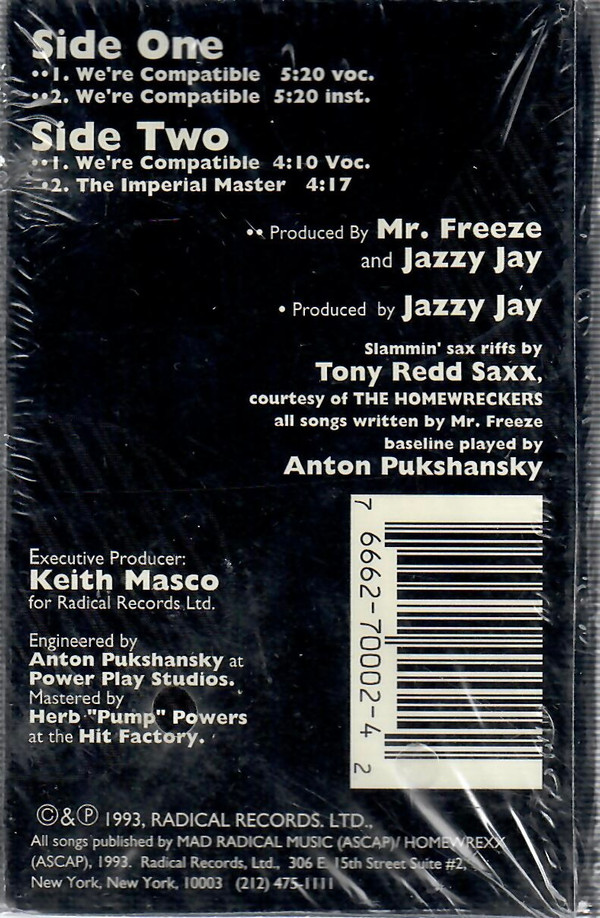 Side One
••1. We're Compatible 5:20 voc.
••2. We're Compatible 5:20 inst.
Side Two
••1. We're Compatible 4:10 Voc.
•2. The Imperial Master 4:17
•• Produced By Mr. Freeze
and Jazzy Jay
• Produced by Jazzy Jay
Slammin' sax riffs by
Tony Redd Saxx,
courtesy of THE HOMEWRECKERS
all songs written by Mr. Freeze
baseline played by
Anton Pukshansky
7 6662-70002-4 2
Executive Producer:
Keith Masco
for Radical Records Ltd.
Engineered by
Anton Pukshansky at
Power Play Studios.
Mastered by
Herb "Pump" Powers
at the Hit Factory.
©&℗ 1993, RADICAL RECORDS. LTD.,
All songs published by MAD RADICAL MUSIC (ASCAP)/ HOMEWREXX
(ASCAP), 1993. Radical Records, Ltd., 306 E. 15th Street Suite #2,
New York, New York, 10003 (212) 475-1111